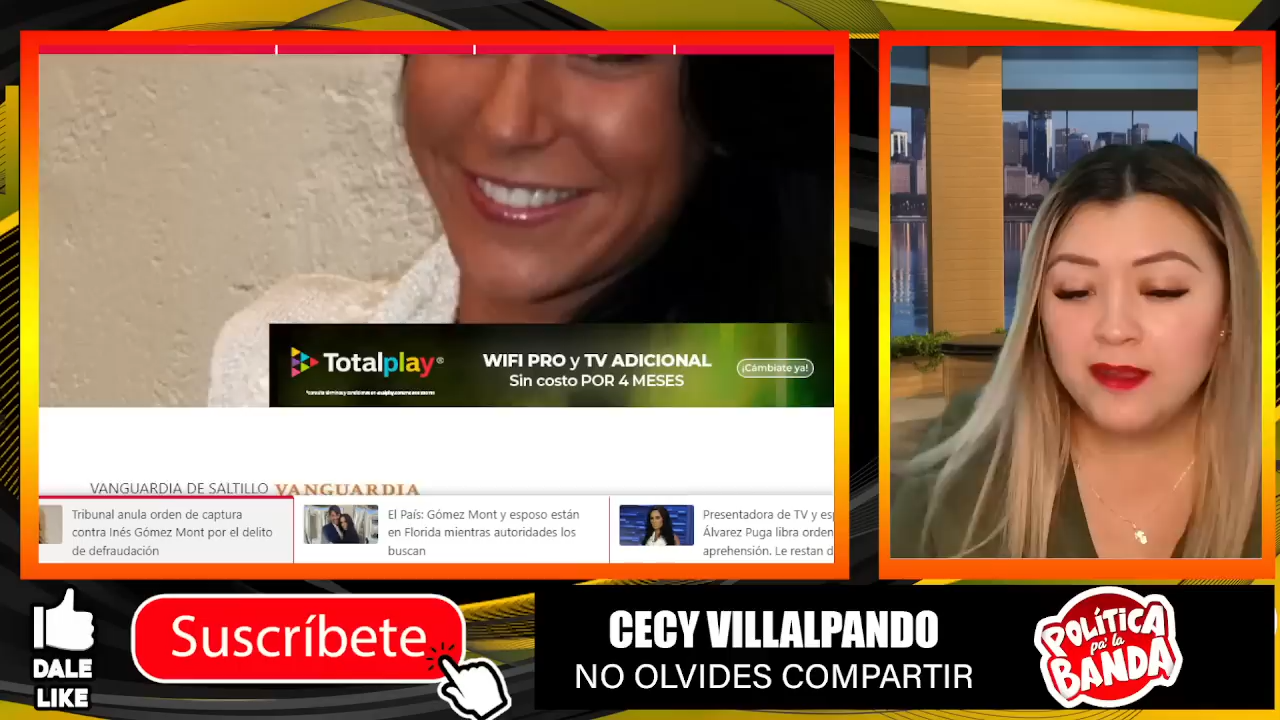 Totalplay®
WIFI PRO y TV ADICIONAL
Sin costo POR 4 MESES
¡Cámbiate ya!
VANGUARDIA DE SALTILLO VANGUARDIA
Tribunal anula orden de captura
contra Inés Gómez Mont por el delito
de defraudación
El País: Gómez Mont y esposo están
en Florida mientras autoridades los
buscan
Presentadora de TV y es
Álvarez Puga libra orden
aprehensión. Le restan d
DALE
LIKE
Suscríbete
CECY VILLALPANDO
NO OLVIDES COMPARTIR
POLÍTICA
pa' la
BANDA